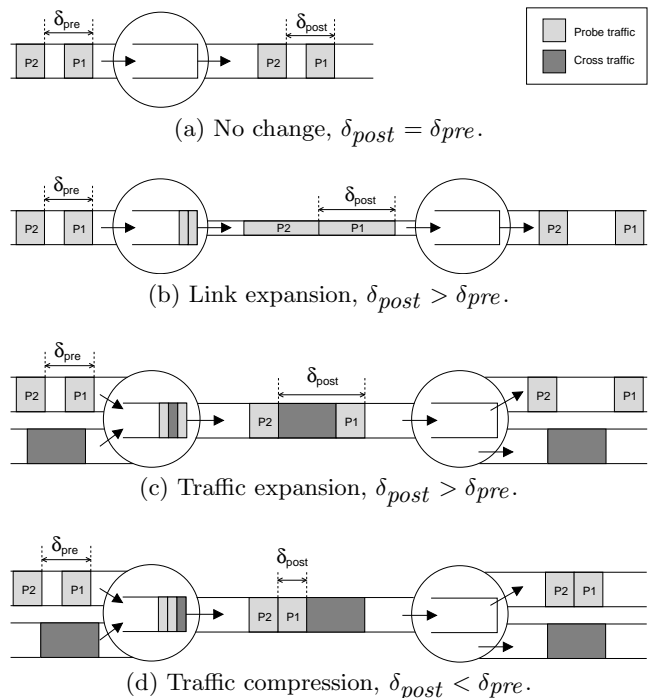 δpre
δpost
P2 P1 P2 P1
Probe traffic
Cross traffic
(a) No change, δpost = δpre.
δpre
δpost
P2 P1 P2 P1 P2 P1
(b) Link expansion, δpost > δpre.
δpre
δpost
P2 P1 P2 P1 P2 P1
(c) Traffic expansion, δpost > δpre.
δpre
δpost
P2 P1 P2 P1 P2 P1
(d) Traffic compression, δpost < δpre.